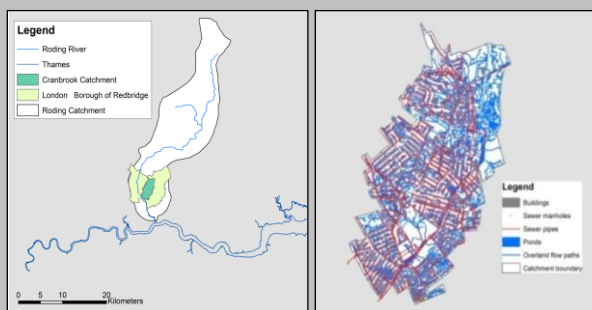 Legend
Roding River
Thames
Cranbrook Catchment
London Borough of Redbridge
Roding Catchment
0 5 10 20
Kilometers
Legend
Buildings
Sewer manholes
Sewer pipes
Ponds
Overland flow paths
Catchment boundary